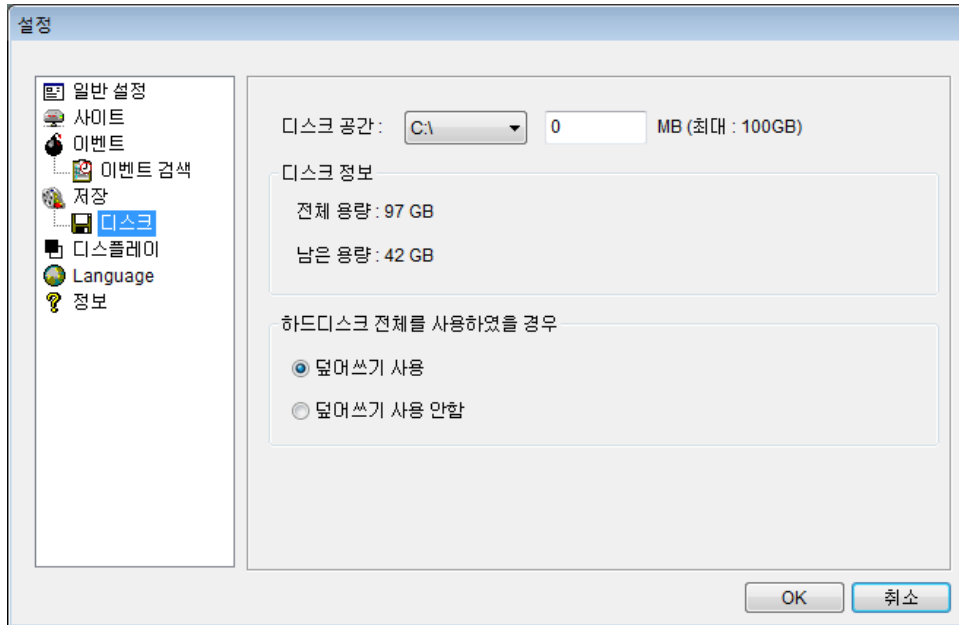 설정
일반 설정
사이트
이벤트
이벤트 검색
저장
디스크
디스플레이
Language
정보
디스크 공간 : C:\ 0 MB (최대 : 100GB)
디스크 정보
전체 용량 : 97 GB
남은 용량 : 42 GB
하드디스크 전체를 사용하였을 경우
덮어쓰기 사용
덮어쓰기 사용 안함
OK 취소